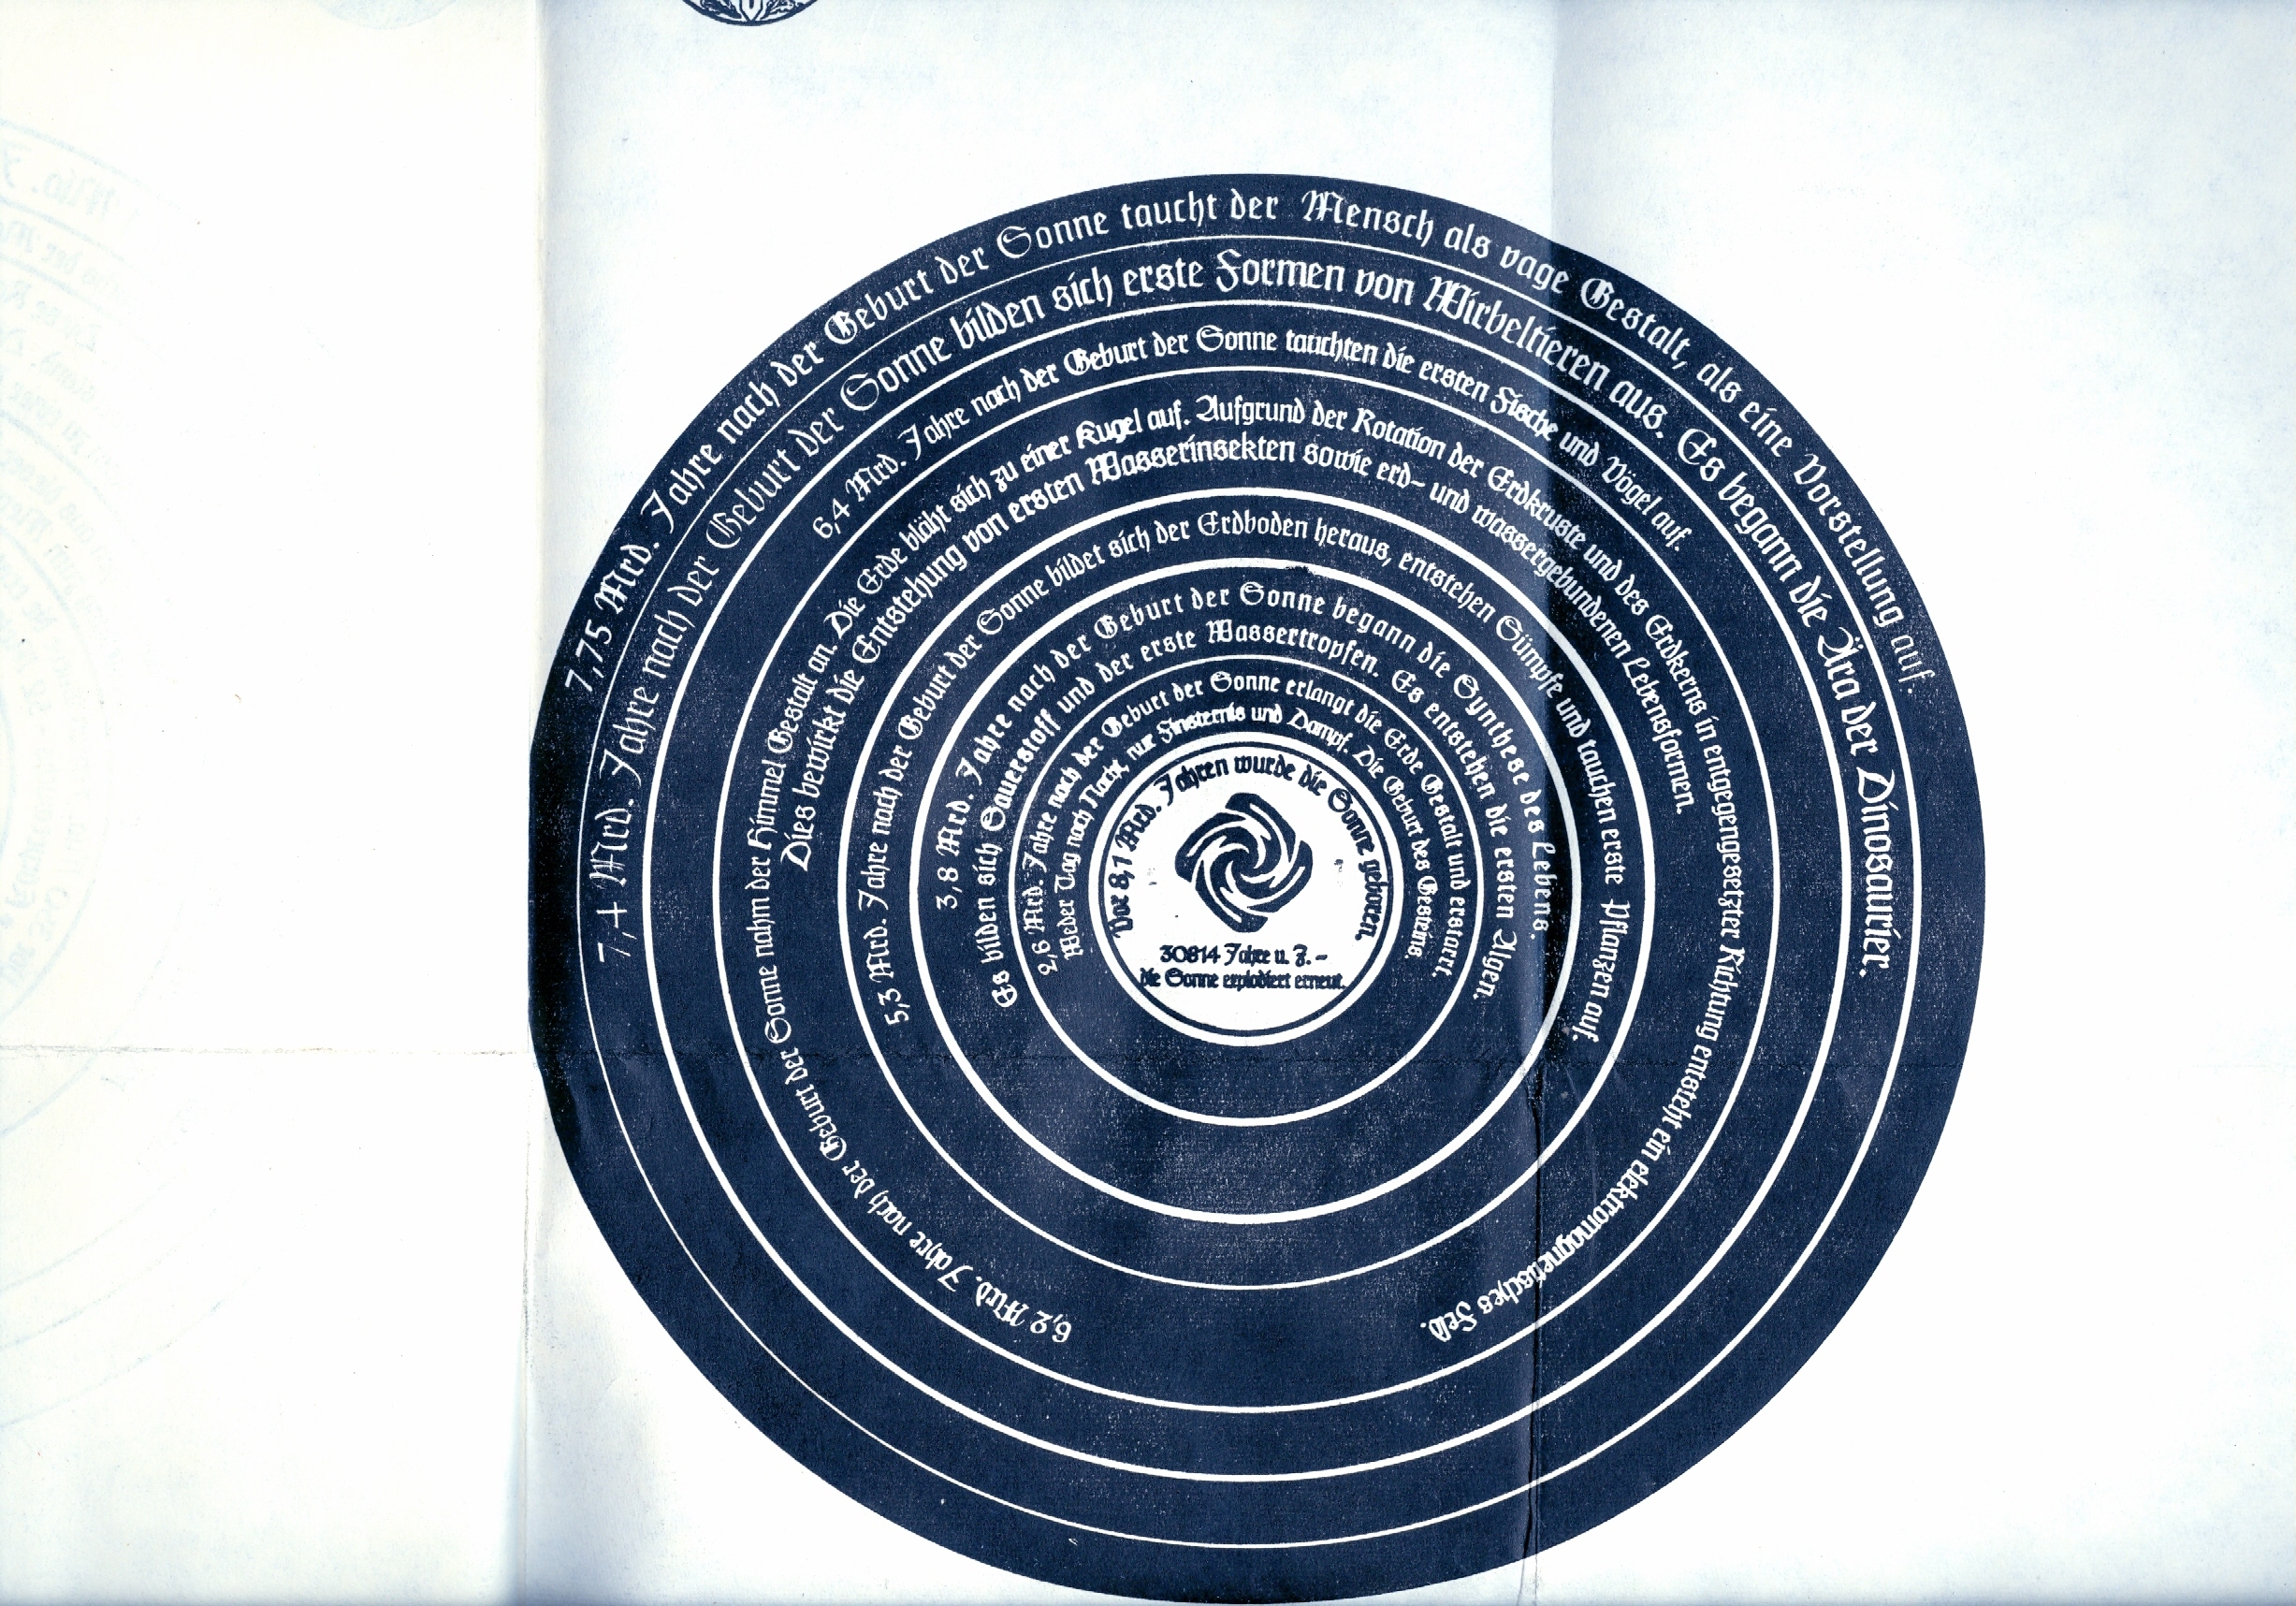 7,75 Mrd. Jahre nach der Geburt der Sonne taucht der Mensch als vage Gestalt, als eine Vorstellung auf.
7,4 Mrd. Jahre nach der Geburt der Sonne bilden sich erste Formen von Wirbeltieren aus. Es begann die Ära der Dinosaurier.
6,4 Mrd. Jahre nach der Geburt der Sonne tauchten die ersten Fische und Vögel auf.
6,2 Mrd. Jahre nach der Geburt der Sonne nahm der Himmel Gestalt an. Die Erde bläht sich zu einer Kugel auf. Aufgrund der Rotation der Erdkruste und des Erdkerns in entgegengesetzter Richtung entsteht ein elektromagnetisches Feld.
Dies bewirkt die Entstehung von ersten Wasserinsekten sowie erd- und wassergebundenen Lebensformen.
5,3 Mrd. Jahre nach der Geburt der Sonne bildet sich der Erdboden heraus, entstehen Sümpfe und tauchen erste Pflanzen auf.
3,8 Mrd. Jahre nach der Geburt der Sonne begann die Synthese des Lebens.
Es bilden sich Sauerstoff und der erste Wassertropfen. Es entstehen die ersten Algen.
2,6 Mrd. Jahre nach der Geburt der Sonne erlangt die Erde Gestalt und erstarrt.
Weder Tag noch Nacht, nur Finsternis und Dampf. Die Geburt des Gesteins.
Vor 8,1 Mrd. Jahren wurde die Sonne geboren.
30814 Jahre u. Z. –
die Sonne explodiert erneut.